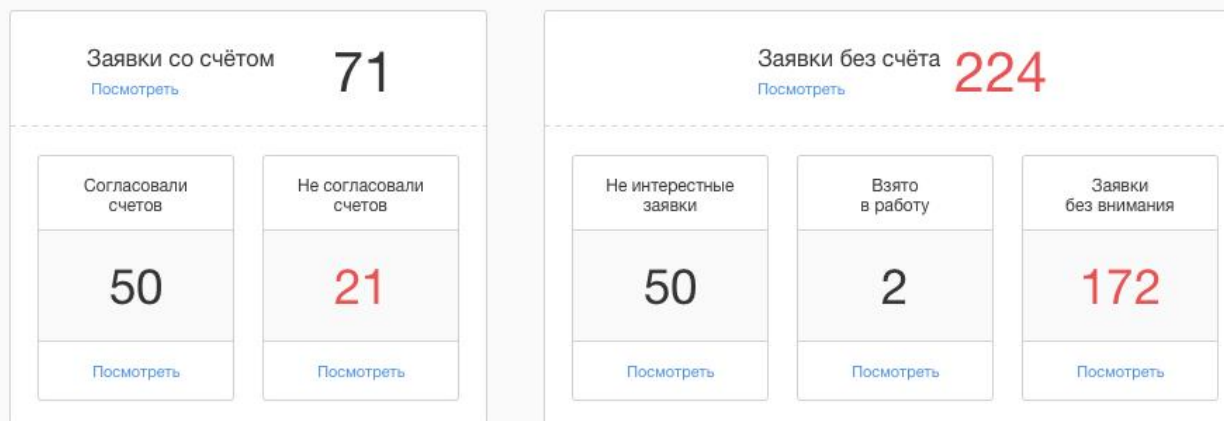 Заявки со счётом 71
Посмотреть
Согласовали
счетов
50
Посмотреть
Не согласовали
счетов
21
Посмотреть
Заявки без счёта 224
Посмотреть
Не интерестные
заявки
50
Посмотреть
Взято
в работу
2
Посмотреть
Заявки
без внимания
172
Посмотреть